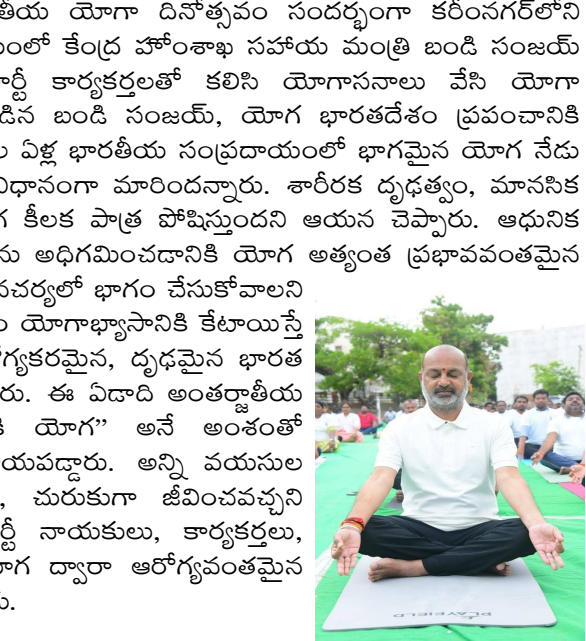 తీయ యోగా దినోత్సవం సందర్భంగా కరీంనగర్‌లోని
ంలో కేంద్ర హోంశాఖ సహాయ మంత్రి బండి సంజయ్
ార్టీ కార్యకర్తలతో కలిసి యోగాసనాలు వేసి యోగా
డిన బండి సంజయ్, యోగ భారతదేశం ప్రపంచానికి
ల ఏళ్ల భారతీయ సంప్రదాయంలో భాగమైన యోగ నేడు
విధానంగా మారిందన్నారు. శారీరక దృఢత్వం, మానసిక
గ కీలక పాత్ర పోషిస్తుందని ఆయన చెప్పారు. ఆధునిక
ను అధిగమించడానికి యోగ అత్యంత ప్రభావవంతమైన
నచర్యలో భాగం చేసుకోవాలని
ం యోగాభ్యాసానికి కేటాయిస్తే
గ్యకరమైన, దృఢమైన భారత
రు. ఈ ఏడాది అంతర్జాతీయ
కి యోగ” అనే అంశంతో
ాయపడ్డారు. అన్ని వయసుల
, చురుకుగా జీవించవచ్చని
ర్టీ నాయకులు, కార్యకర్తలు,
ాగ ద్వారా ఆరోగ్యవంతమైన
ు.
PLAYFIELD